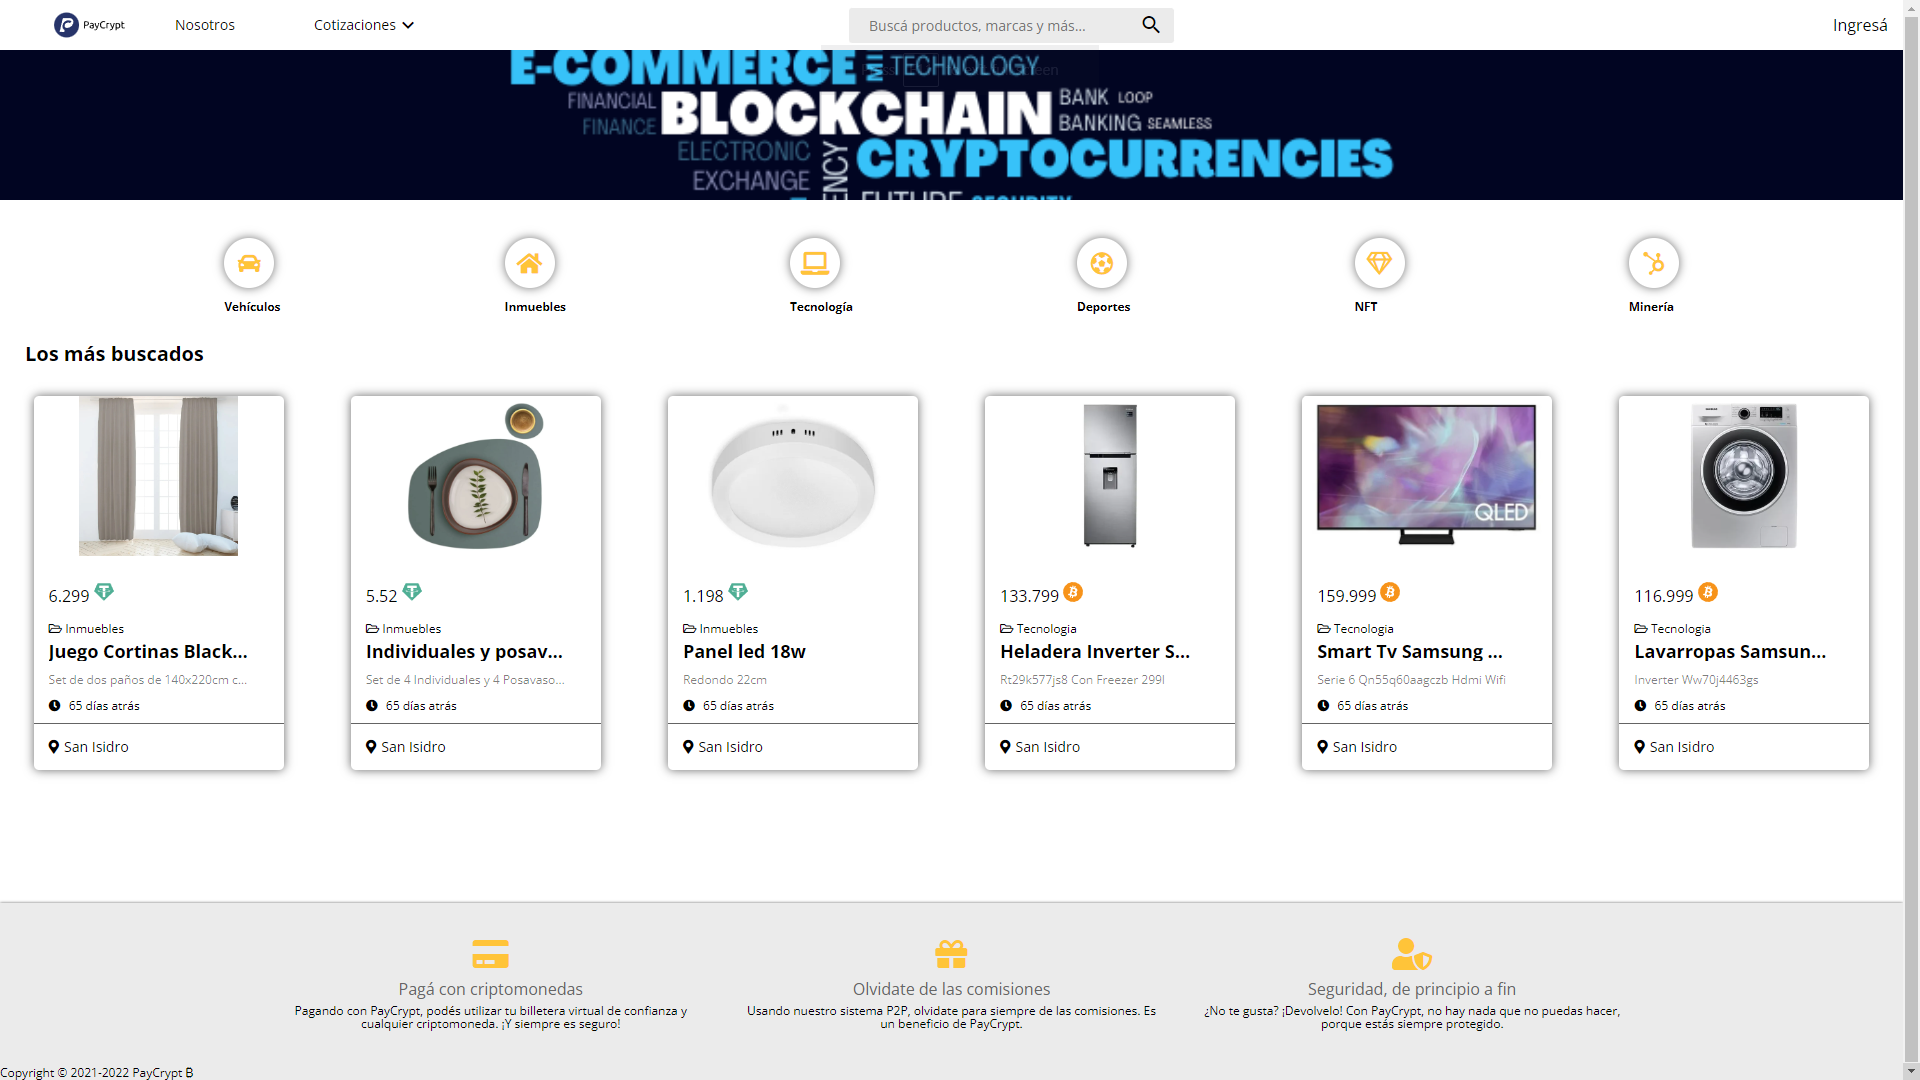 PayCrypt
Nosotros
Cotizaciones
Buscá productos, marcas y más...
Ingresá
E-COMMERCE MI TECHNOLOGY
FINANCIAL BLOCKCHAIN BANK LOOP
FINANCE BANKING SEAMLESS
ELECTRONIC ENCY CRYPTOCURRENCIES
EXCHANGE FUTURE SECURITY
Vehículos
Inmuebles
Tecnología
Deportes
NFT
Minería
Los más buscados
QLED
6.299
Inmuebles
Juego Cortinas Black...
Set de dos paños de 140x220cm c...
65 días atrás
San Isidro
5.52
Inmuebles
Individuales y posav...
Set de 4 Individuales y 4 Posavaso...
65 días atrás
San Isidro
1.198
Inmuebles
Panel led 18w
Redondo 22cm
65 días atrás
San Isidro
133.799
Tecnologia
Heladera Inverter S...
Rt29k577js8 Con Freezer 299l
65 días atrás
San Isidro
159.999
Tecnologia
Smart Tv Samsung ...
Serie 6 Qn55q60aagczb Hdmi Wifi
65 días atrás
San Isidro
116.999
Tecnologia
Lavarropas Samsun...
Inverter Ww70j4463gs
65 días atrás
San Isidro
Pagá con criptomonedas
Pagando con PayCrypt, podés utilizar tu billetera virtual de confianza y
cualquier criptomoneda. ¡Y siempre es seguro!
Olvidate de las comisiones
Usando nuestro sistema P2P, olvidate para siempre de las comisiones. Es
un beneficio de PayCrypt.
Seguridad, de principio a fin
¿No te gusta? ¡Devolvelo! Con PayCrypt, no hay nada que no puedas hacer,
porque estás siempre protegido.
Copyright © 2021-2022 PayCrypt B